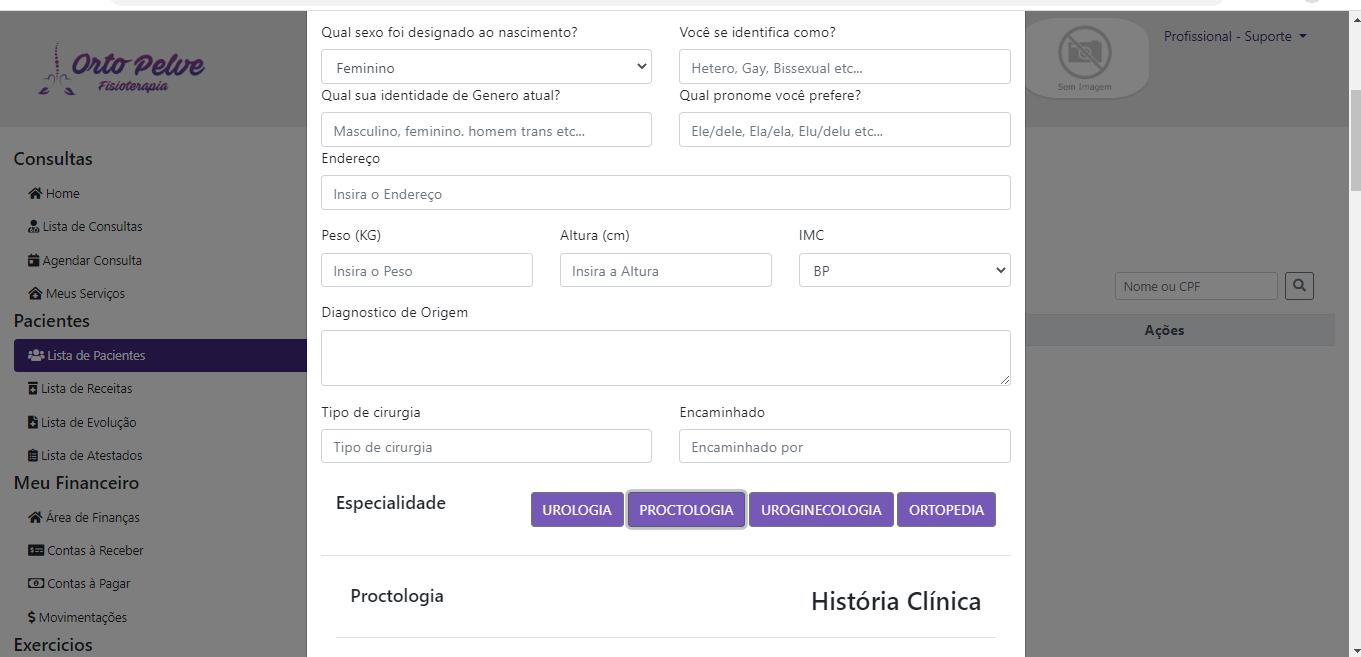 Qual sexo foi designado ao nascimento? Você se identifica como?
Feminino Hetero, Gay, Bissexual etc...
Qual sua identidade de Genero atual? Qual pronome você prefere?
Masculino, feminino. homem trans etc... Ele/dele, Ela/ela, Elu/delu etc...
Endereço
Insira o Endereço
Peso (KG) Altura (cm) IMC
Insira o Peso Insira a Altura BP
Diagnostico de Origem
Tipo de cirurgia Encaminhado
Tipo de cirurgia Encaminhado por
Especialidade UROLOGIA PROCTOLOGIA UROGINECOLOGIA ORTOPEDIA
Proctologia História Clínica
Orto Pelve
Fisioterapia
Consultas
Home
Lista de Consultas
Agendar Consulta
Meus Serviços
Pacientes
Lista de Pacientes
Lista de Receitas
Lista de Evolução
Lista de Atestados
Meu Financeiro
Área de Finanças
Contas à Receber
Contas à Pagar
Movimentações
Exercicios
Sem Imagem
Profissional - Suporte
Nome ou CPF
Ações